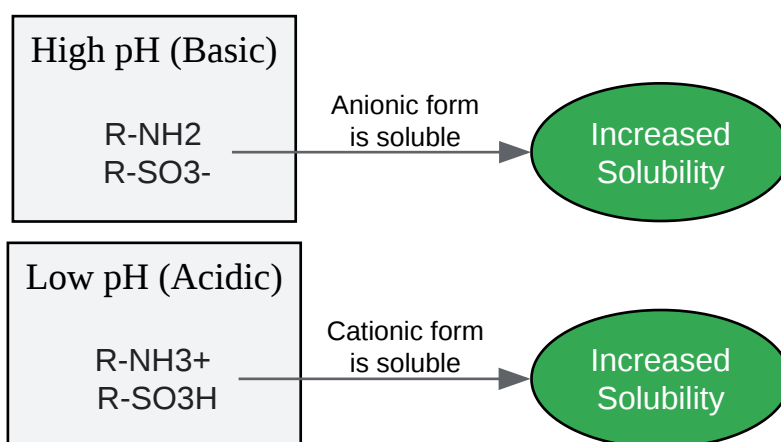 High pH (Basic)
R-NH2
R-SO3-
Anionic form
is soluble
Increased
Solubility
Low pH (Acidic)
R-NH3+
R-SO3H
Cationic form
is soluble
Increased
Solubility